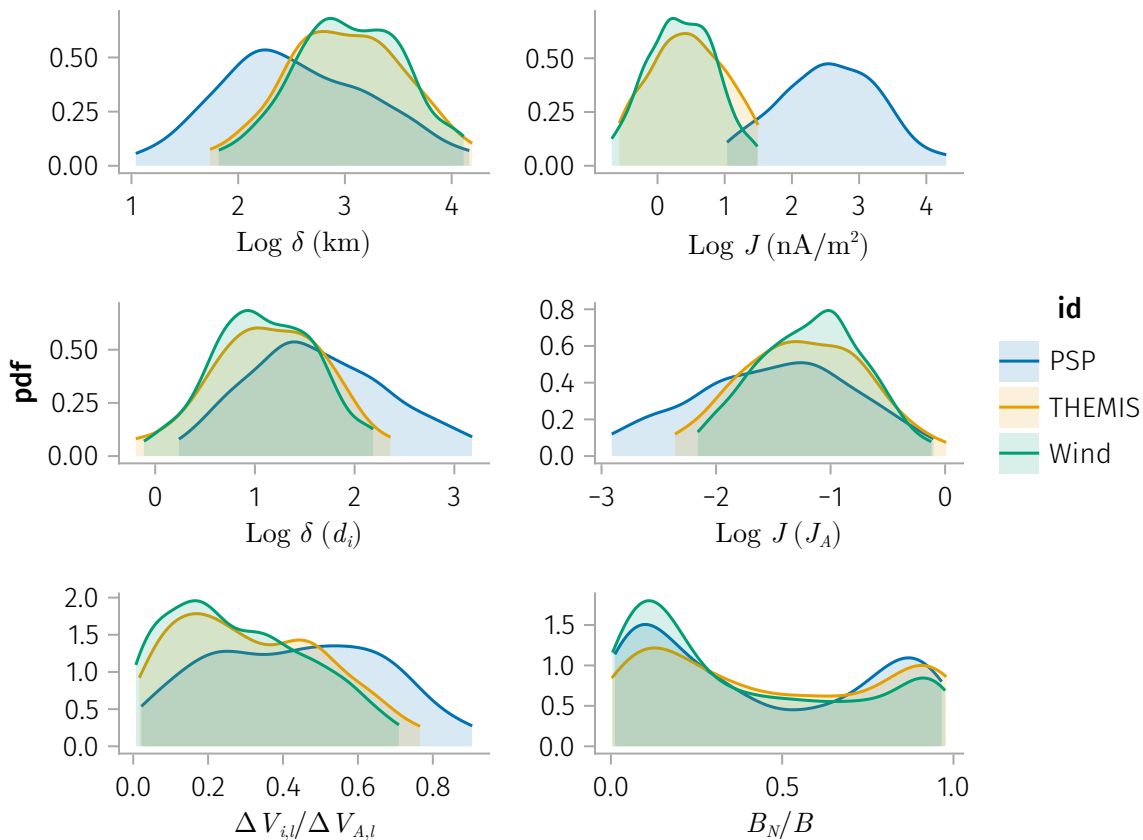 0.50
0.25
0.00
1 2 3 4
Log δ (km)
0.50
0.25
0.00
0 1 2 3 4
Log J (nA/m²)
pdf
0.50
0.25
0.00
0 1 2 3
Log δ (dᵢ)
0.8
0.6
0.4
0.2
0.0
−3 −2 −1 0
Log J (J_A)
2.0
1.5
1.0
0.5
0.0
0.0 0.2 0.4 0.6 0.8
Δ V_{i,l}/Δ V_{A,l}
1.5
1.0
0.5
0.0
0.0 0.5 1.0
B_N/B
id
PSP
THEMIS
Wind